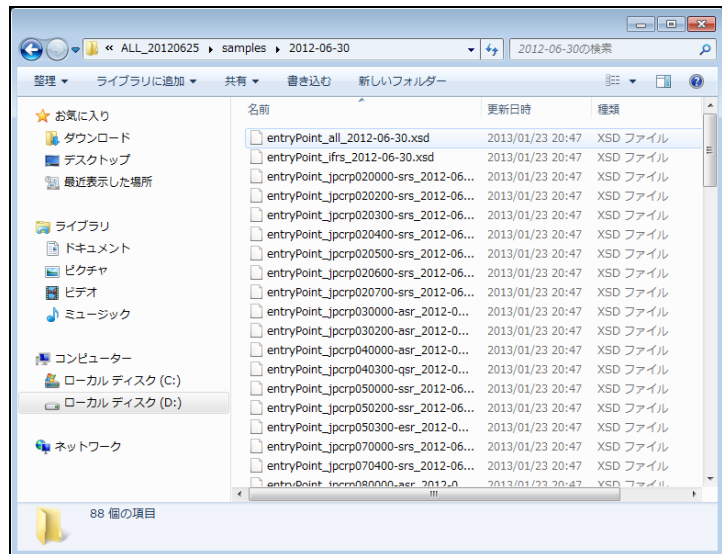 « ALL_20120625 ▸ samples ▸ 2012-06-30
2012-06-30の検索
整理 ▼ ライブラリに追加 ▼ 共有 ▼ 書き込む 新しいフォルダー
お気に入り
ダウンロード
デスクトップ
最近表示した場所
ライブラリ
ドキュメント
ピクチャ
ビデオ
ミュージック
コンピューター
ローカル ディスク (C:)
ローカル ディスク (D:)
ネットワーク
名前 更新日時 種類
entryPoint_all_2012-06-30.xsd 2013/01/23 20:47 XSD ファイル
entryPoint_ifrs_2012-06-30.xsd 2013/01/23 20:47 XSD ファイル
entryPoint_jpcrp020000-srs_2012-06... 2013/01/23 20:47 XSD ファイル
entryPoint_jpcrp020200-srs_2012-06... 2013/01/23 20:47 XSD ファイル
entryPoint_jpcrp020300-srs_2012-06... 2013/01/23 20:47 XSD ファイル
entryPoint_jpcrp020400-srs_2012-06... 2013/01/23 20:47 XSD ファイル
entryPoint_jpcrp020500-srs_2012-06... 2013/01/23 20:47 XSD ファイル
entryPoint_jpcrp020600-srs_2012-06... 2013/01/23 20:47 XSD ファイル
entryPoint_jpcrp020700-srs_2012-06... 2013/01/23 20:47 XSD ファイル
entryPoint_jpcrp030000-asr_2012-0... 2013/01/23 20:47 XSD ファイル
entryPoint_jpcrp030200-asr_2012-0... 2013/01/23 20:47 XSD ファイル
entryPoint_jpcrp040000-asr_2012-0... 2013/01/23 20:47 XSD ファイル
entryPoint_jpcrp040300-qsr_2012-0... 2013/01/23 20:47 XSD ファイル
entryPoint_jpcrp050000-ssr_2012-06... 2013/01/23 20:47 XSD ファイル
entryPoint_jpcrp050200-ssr_2012-06... 2013/01/23 20:47 XSD ファイル
entryPoint_jpcrp050300-esr_2012-0... 2013/01/23 20:47 XSD ファイル
entryPoint_jpcrp070000-srs_2012-06... 2013/01/23 20:47 XSD ファイル
entryPoint_jpcrp070400-srs_2012-06... 2013/01/23 20:47 XSD ファイル
entryPoint_jpcrp080000-asr_2012-0... 2013/01/23 20:47 XSD ファイル
88 個の項目